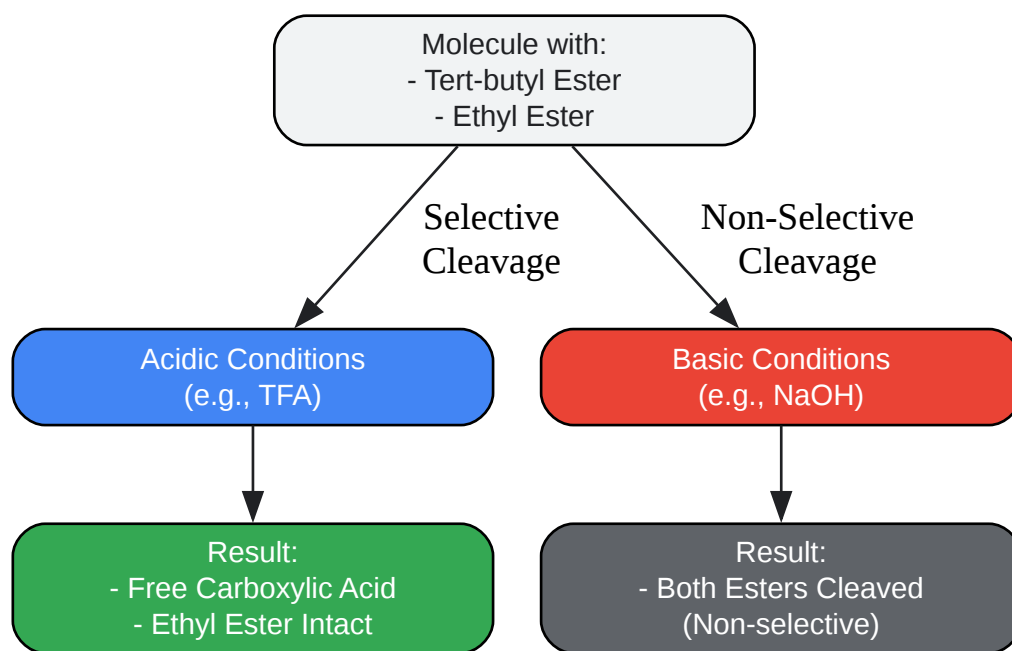 Molecule with:
- Tert-butyl Ester
- Ethyl Ester
Selective
Cleavage
Non-Selective
Cleavage
Acidic Conditions
(e.g., TFA)
Basic Conditions
(e.g., NaOH)
Result:
- Free Carboxylic Acid
- Ethyl Ester Intact
Result:
- Both Esters Cleaved
(Non-selective)